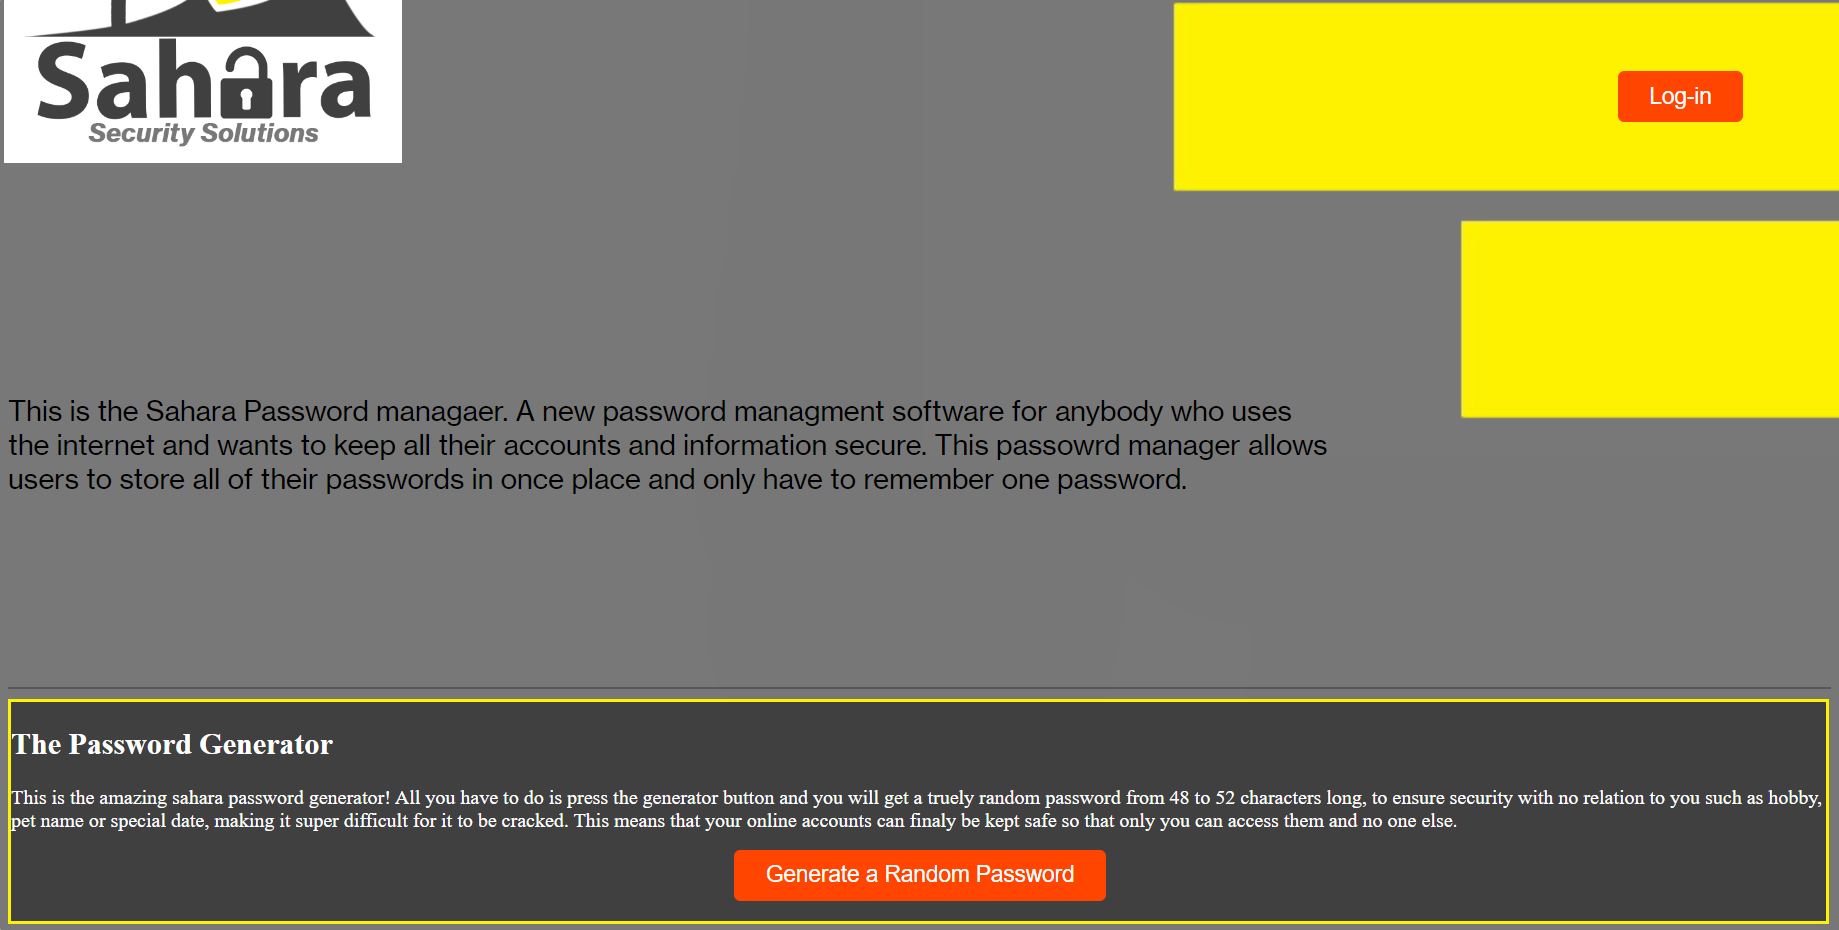 Sahara
Security Solutions
Log-in
This is the Sahara Password managaer. A new password managment software for anybody who uses
the internet and wants to keep all their accounts and information secure. This passowrd manager allows
users to store all of their passwords in once place and only have to remember one password.
The Password Generator
This is the amazing sahara password generator! All you have to do is press the generator button and you will get a truely random password from 48 to 52 characters long, to ensure security with no relation to you such as hobby,
pet name or special date, making it super difficult for it to be cracked. This means that your online accounts can finaly be kept safe so that only you can access them and no one else.
Generate a Random Password